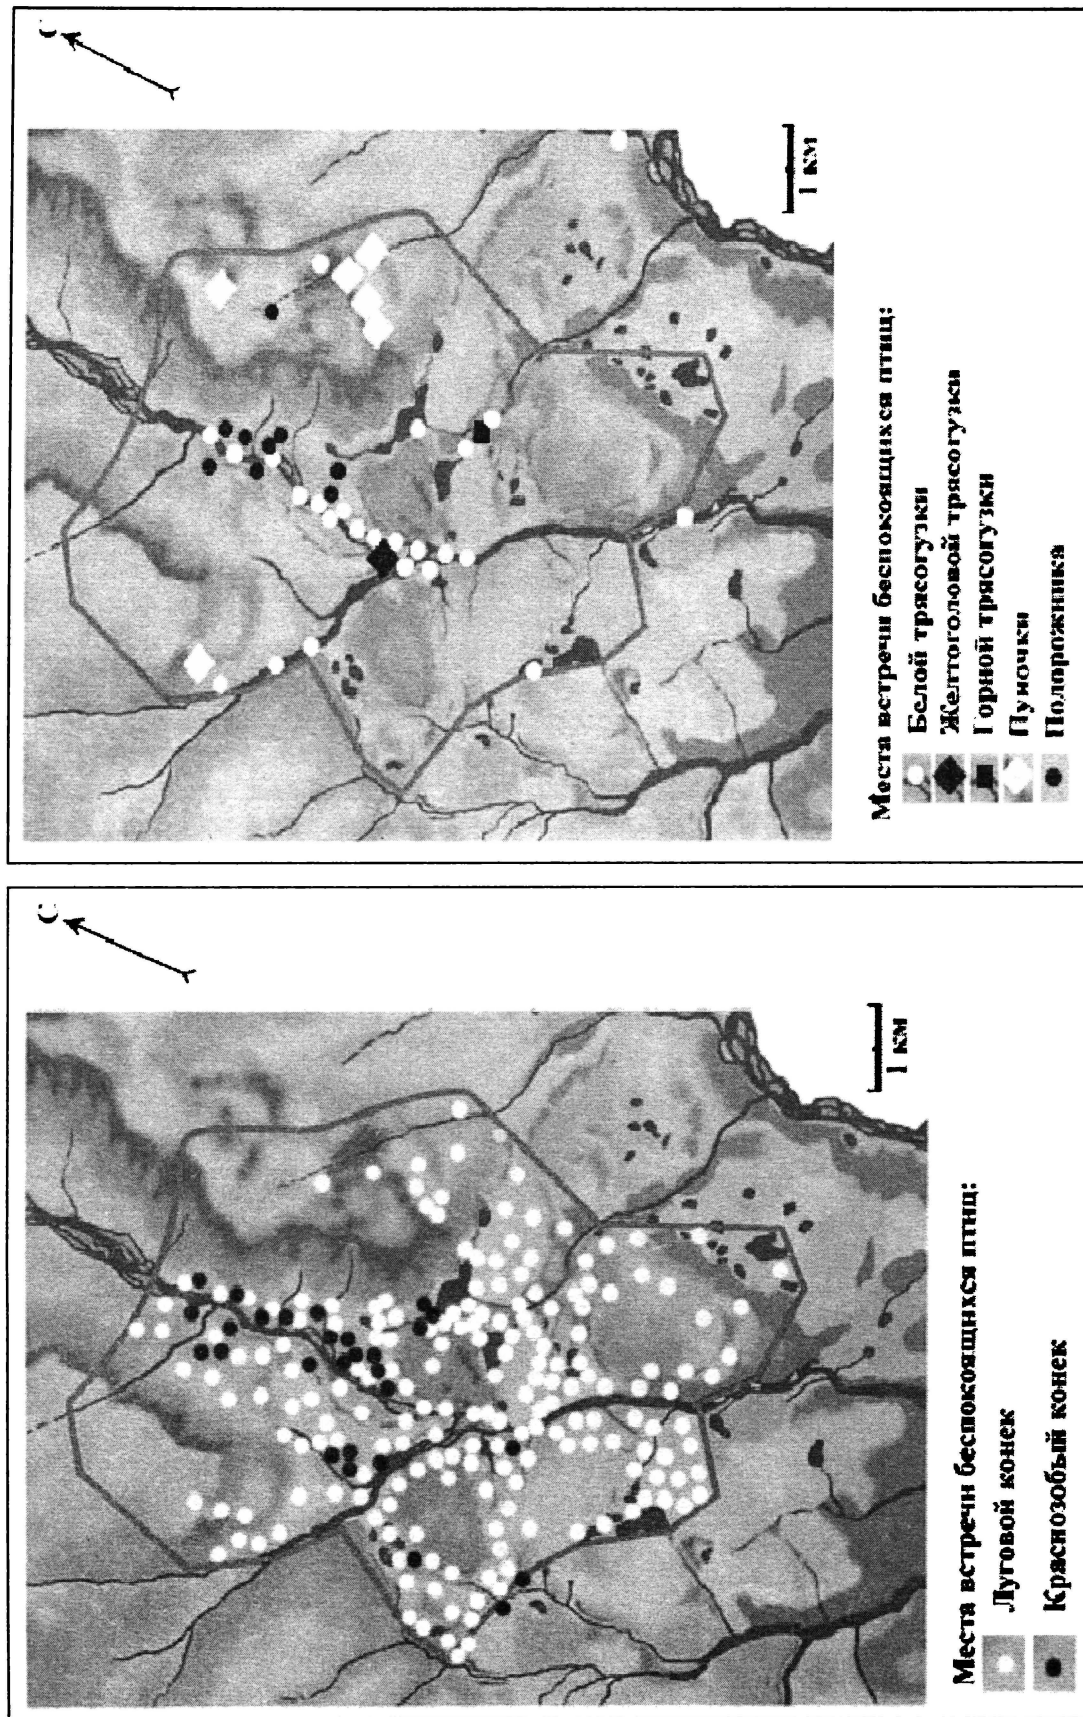 С
1 км
Места встречи беспокоящихся птиц:
Луговой конек
Краснозобый конек
С
1 км
Места встречи беспокоящихся птиц:
Белой трясогузки
Желтоголовой трясогузки
Горной трясогузки
Пуночки
Подорожника